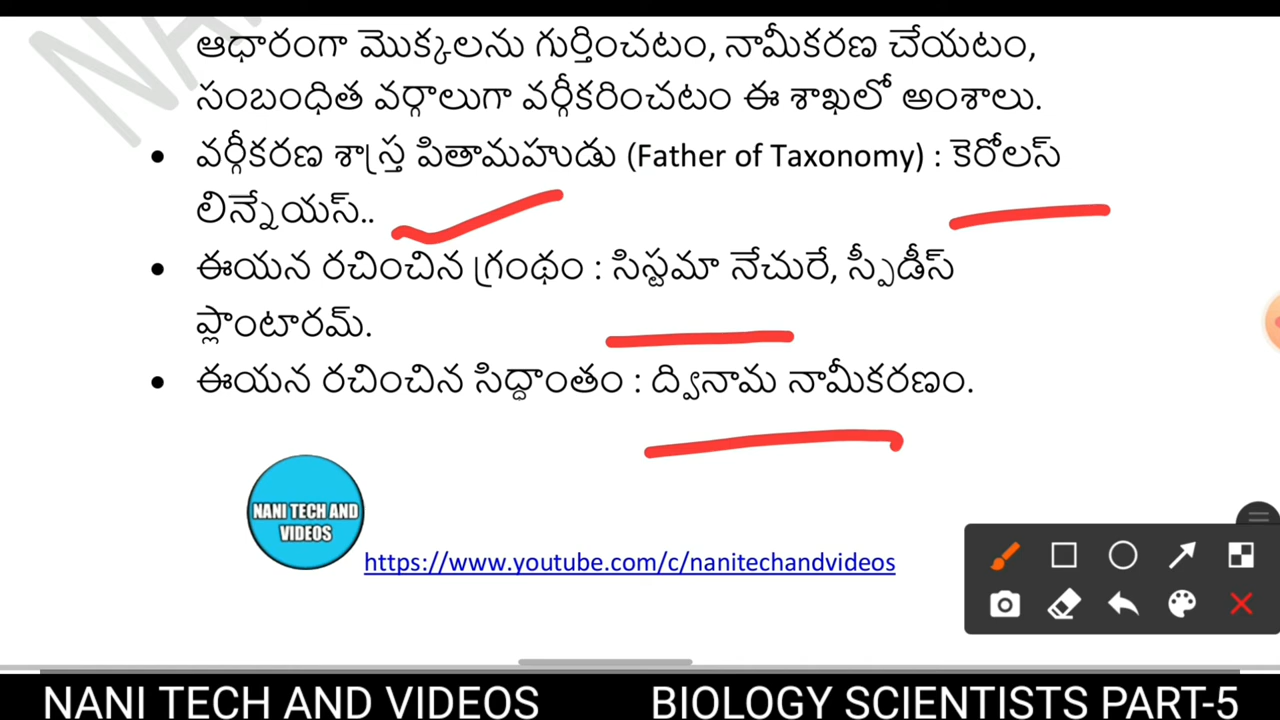 ఆధారంగా మొక్కలను గుర్తించటం, నామీకరణ చేయటం,
సంబంధిత వర్గాలుగా వర్గీకరించటం ఈ శాఖలో అంశాలు.
• వర్గీకరణ శాస్త్ర పితామహుడు (Father of Taxonomy) : కెరోలస్
లిన్నేయస్..
• ఈయన రచించిన గ్రంథం : సిస్టమా నేచురే, స్పీడీస్
ప్లాంటారమ్.
• ఈయన రచించిన సిద్ధాంతం : ద్వినామ నామీకరణం.
NANI TECH AND
VIDEOS
https://www.youtube.com/c/nanitechandvideos
NANI TECH AND VIDEOS BIOLOGY SCIENTISTS PART-5